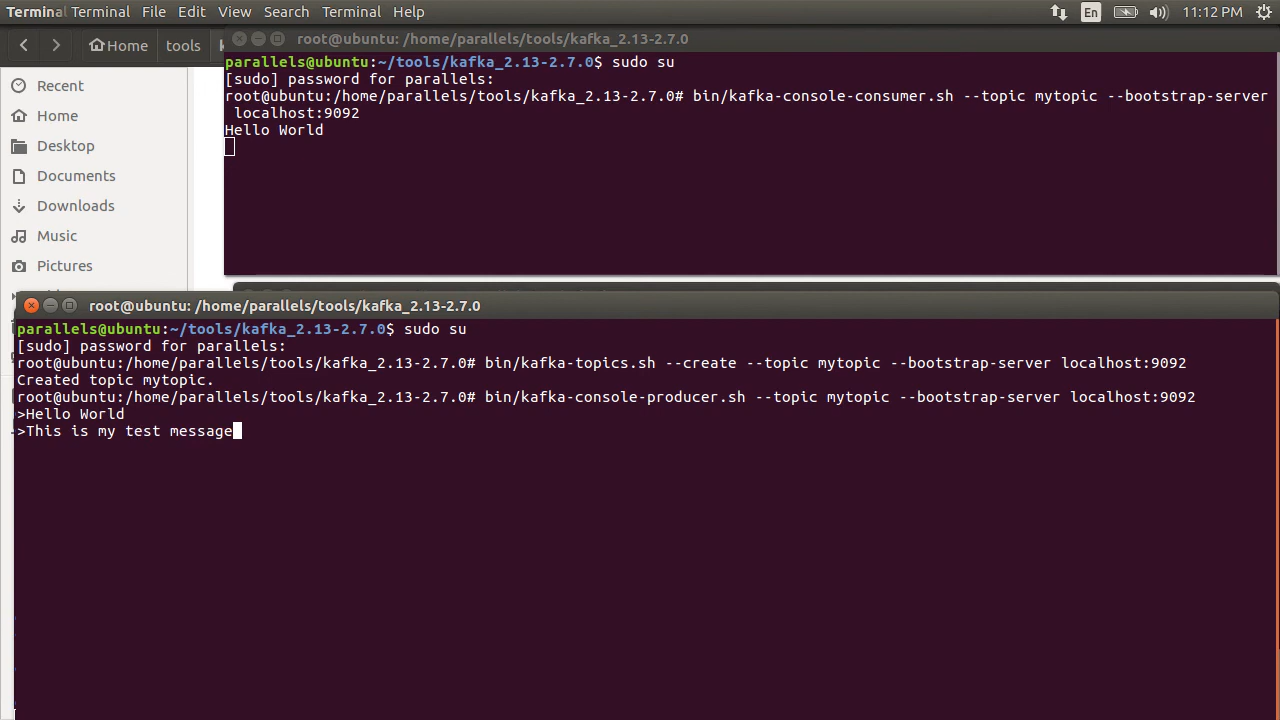 Terminal Terminal File Edit View Search Terminal Help En 11:12 PM
Home tools
root@ubuntu: /home/parallels/tools/kafka_2.13-2.7.0
parallels@ubuntu:~/tools/kafka_2.13-2.7.0$ sudo su
[sudo] password for parallels:
root@ubuntu:/home/parallels/tools/kafka_2.13-2.7.0# bin/kafka-console-consumer.sh --topic mytopic --bootstrap-server
localhost:9092
Hello World
Recent
Home
Desktop
Documents
Downloads
Music
Pictures
root@ubuntu: /home/parallels/tools/kafka_2.13-2.7.0
parallels@ubuntu:~/tools/kafka_2.13-2.7.0$ sudo su
[sudo] password for parallels:
root@ubuntu:/home/parallels/tools/kafka_2.13-2.7.0# bin/kafka-topics.sh --create --topic mytopic --bootstrap-server localhost:9092
Created topic mytopic.
root@ubuntu:/home/parallels/tools/kafka_2.13-2.7.0# bin/kafka-console-producer.sh --topic mytopic --bootstrap-server localhost:9092
>Hello World
>This is my test message